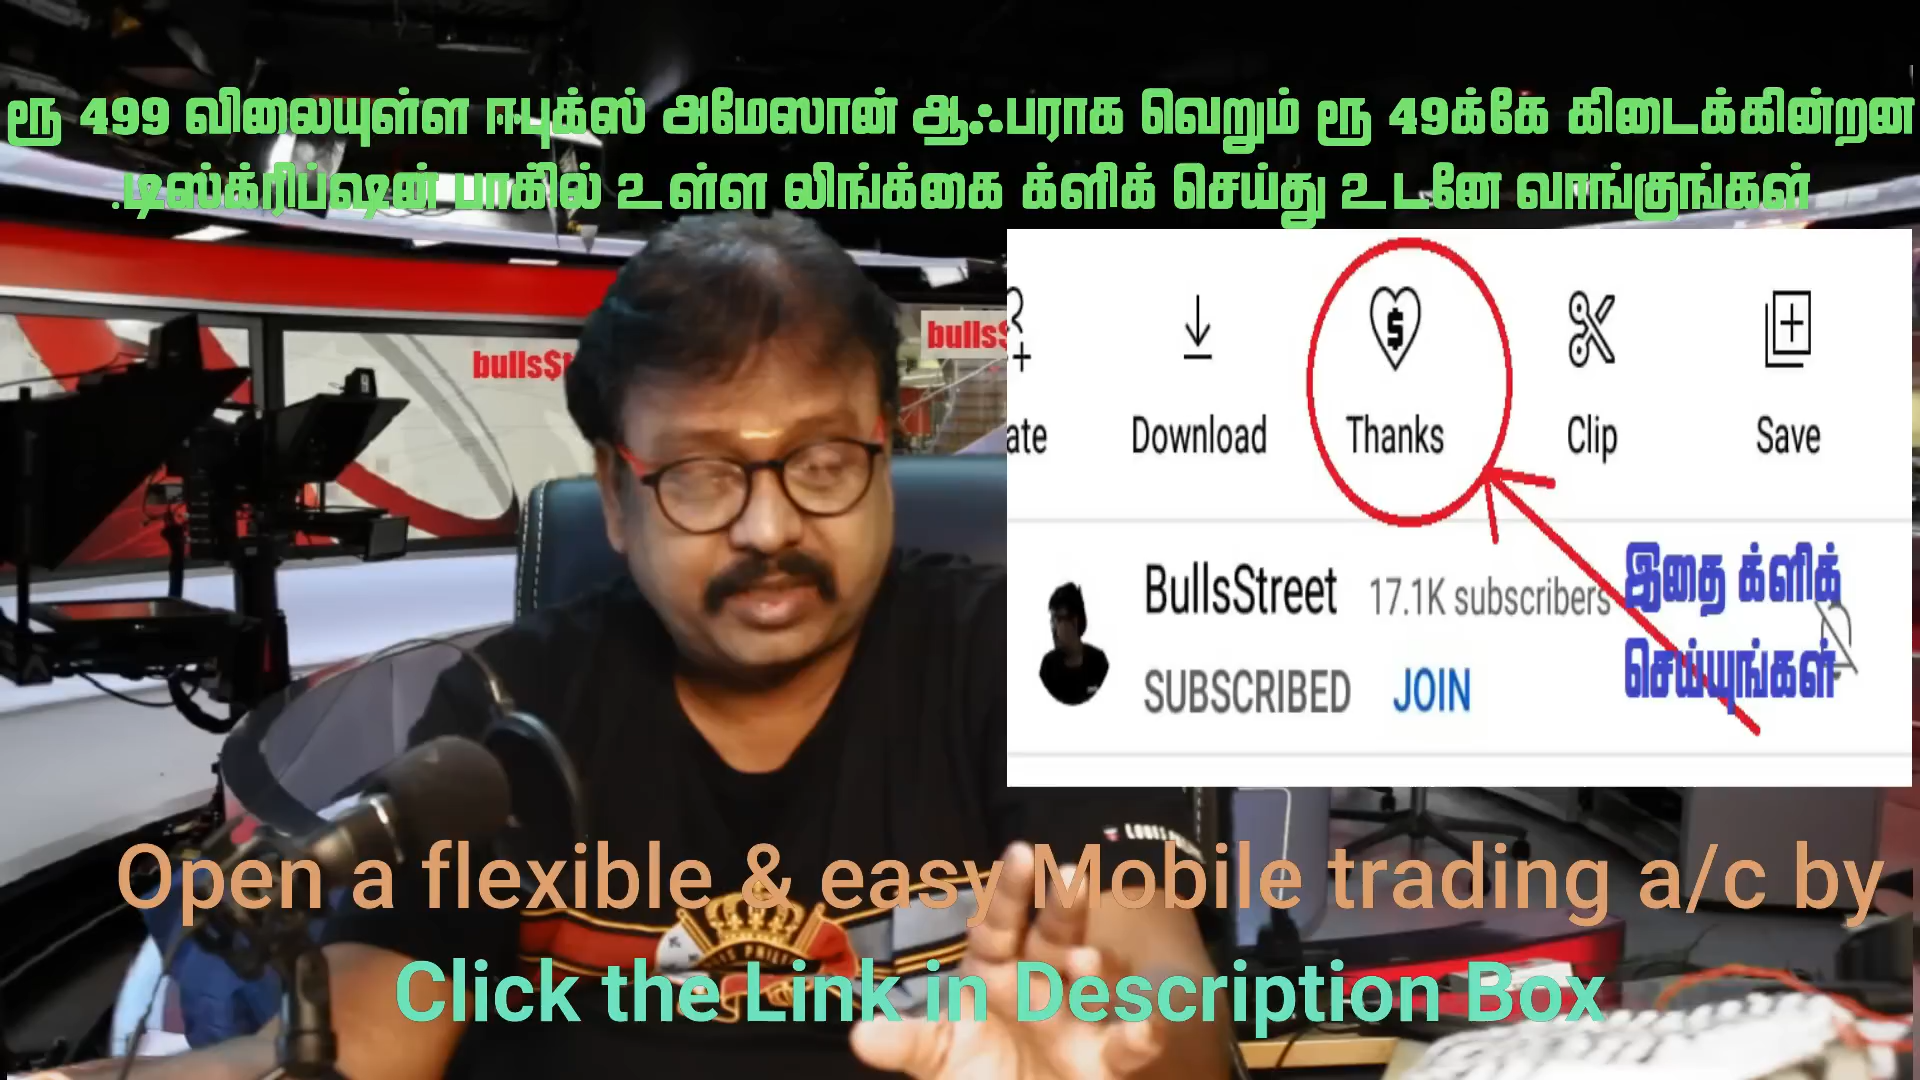 ரூ 499 விலையுள்ள ஈபுக்ஸ் அமேஸான் ஆஃபராக வெறும் ரூ 49க்கே கிடைக்கின்றன
.டிஸ்க்ரிப்ஷன் பாகில் உள்ள லிங்க்கை க்ளிக் செய்து உடனே வாங்குங்கள்
bulls$t
bulls$
ate Download Thanks Clip Save
BullsStreet 17.1K subscribers
SUBSCRIBED JOIN
இதை க்ளிக்
செய்யுங்கள்
Open a flexible & easy Mobile trading a/c by
Click the Link in Description Box